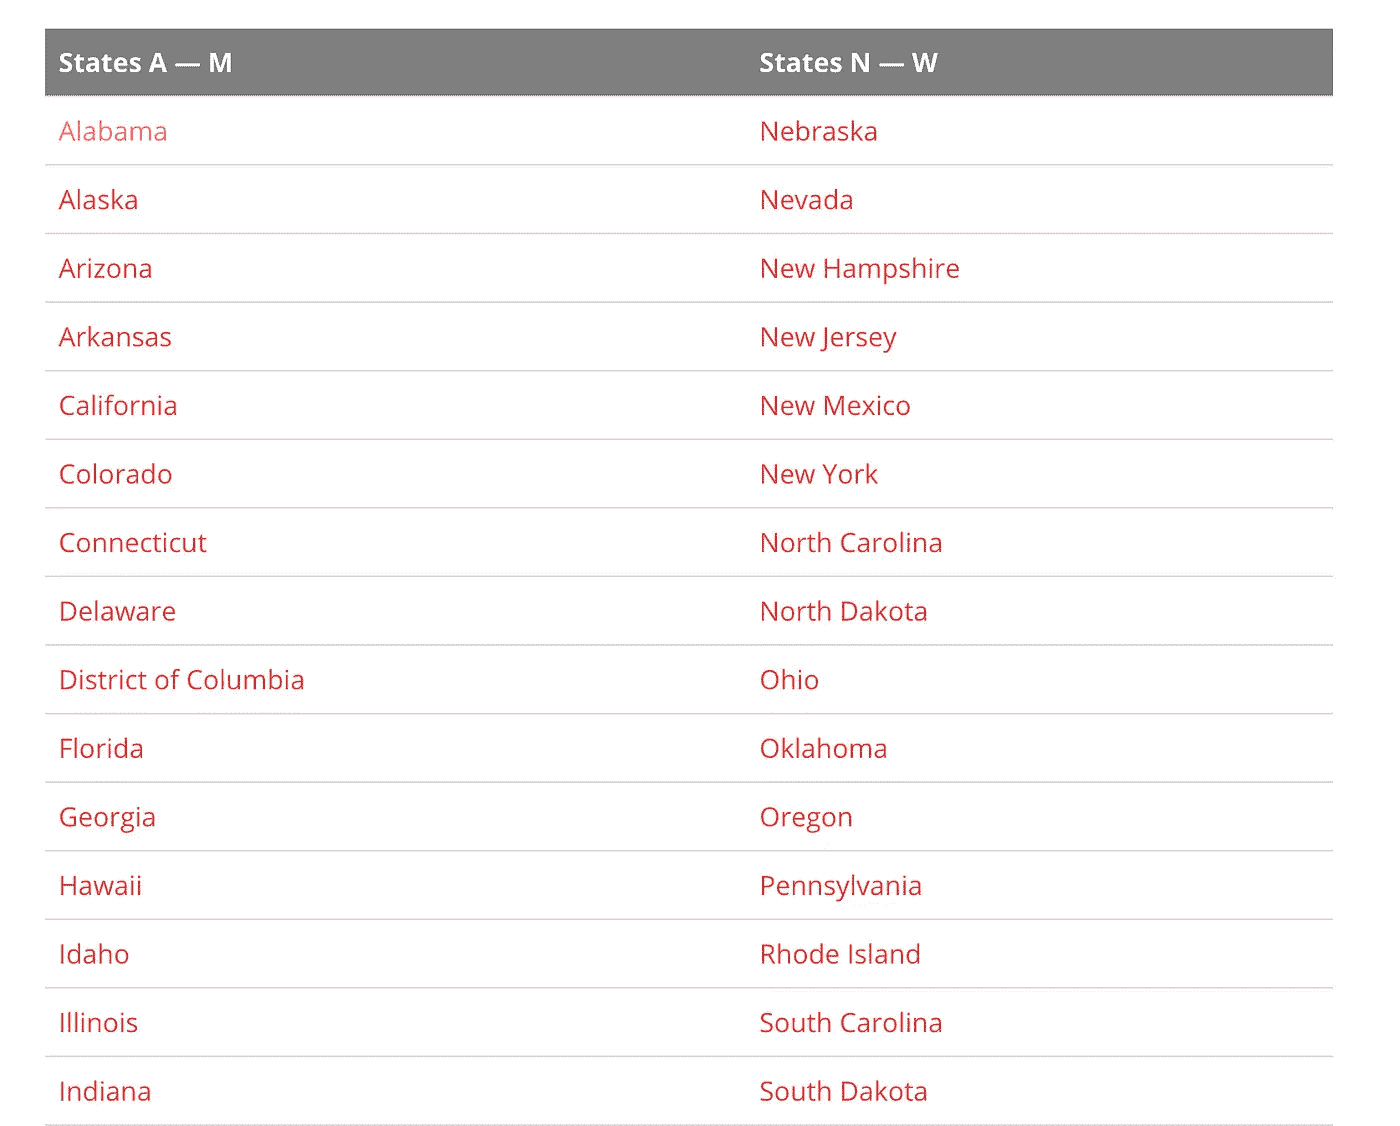 States A — M States N — W
Alabama Nebraska
Alaska Nevada
Arizona New Hampshire
Arkansas New Jersey
California New Mexico
Colorado New York
Connecticut North Carolina
Delaware North Dakota
District of Columbia Ohio
Florida Oklahoma
Georgia Oregon
Hawaii Pennsylvania
Idaho Rhode Island
Illinois South Carolina
Indiana South Dakota